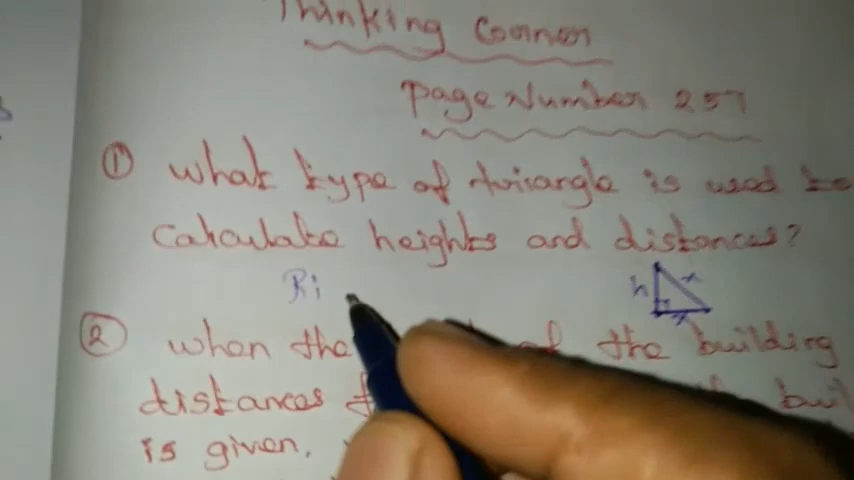 Thinking Corner
Page Number 257
① what type of triangle is used to
calculate heights and distances?
Ri
h x
x
② when the of the building
distances
is given.